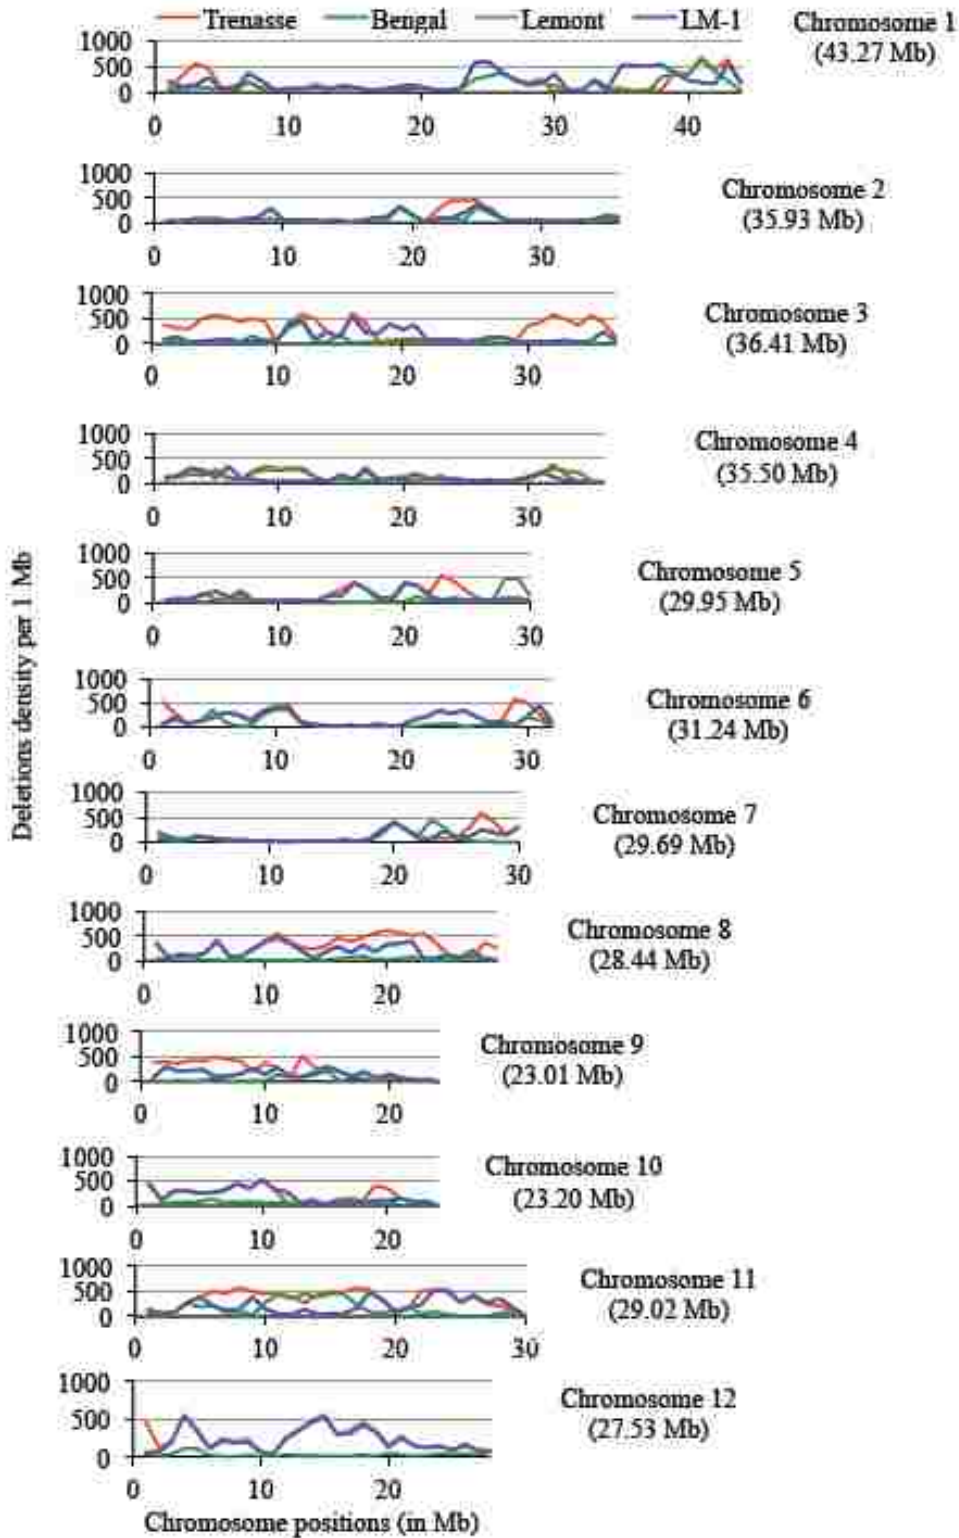 Trenasse Bengal Lemont LM-1
Chromosome 1
(43.27 Mb)
1000
500
0
0 10 20 30 40
Chromosome 2
(35.93 Mb)
1000
500
0
0 10 20 30
Chromosome 3
(36.41 Mb)
1000
500
0
0 10 20 30
Chromosome 4
(35.50 Mb)
1000
500
0
0 10 20 30
Chromosome 5
(29.95 Mb)
1000
500
0
0 10 20 30
Chromosome 6
(31.24 Mb)
1000
500
0
0 10 20 30
Chromosome 7
(29.69 Mb)
1000
500
0
0 10 20 30
Chromosome 8
(28.44 Mb)
1000
500
0
0 10 20
Chromosome 9
(23.01 Mb)
1000
500
0
0 10 20
Chromosome 10
(23.20 Mb)
1000
500
0
0 10 20
Chromosome 11
(29.02 Mb)
1000
500
0
0 10 20 30
Chromosome 12
(27.53 Mb)
1000
500
0
0 10 20
Deletions density per 1 Mb
Chromosome positions (in Mb)